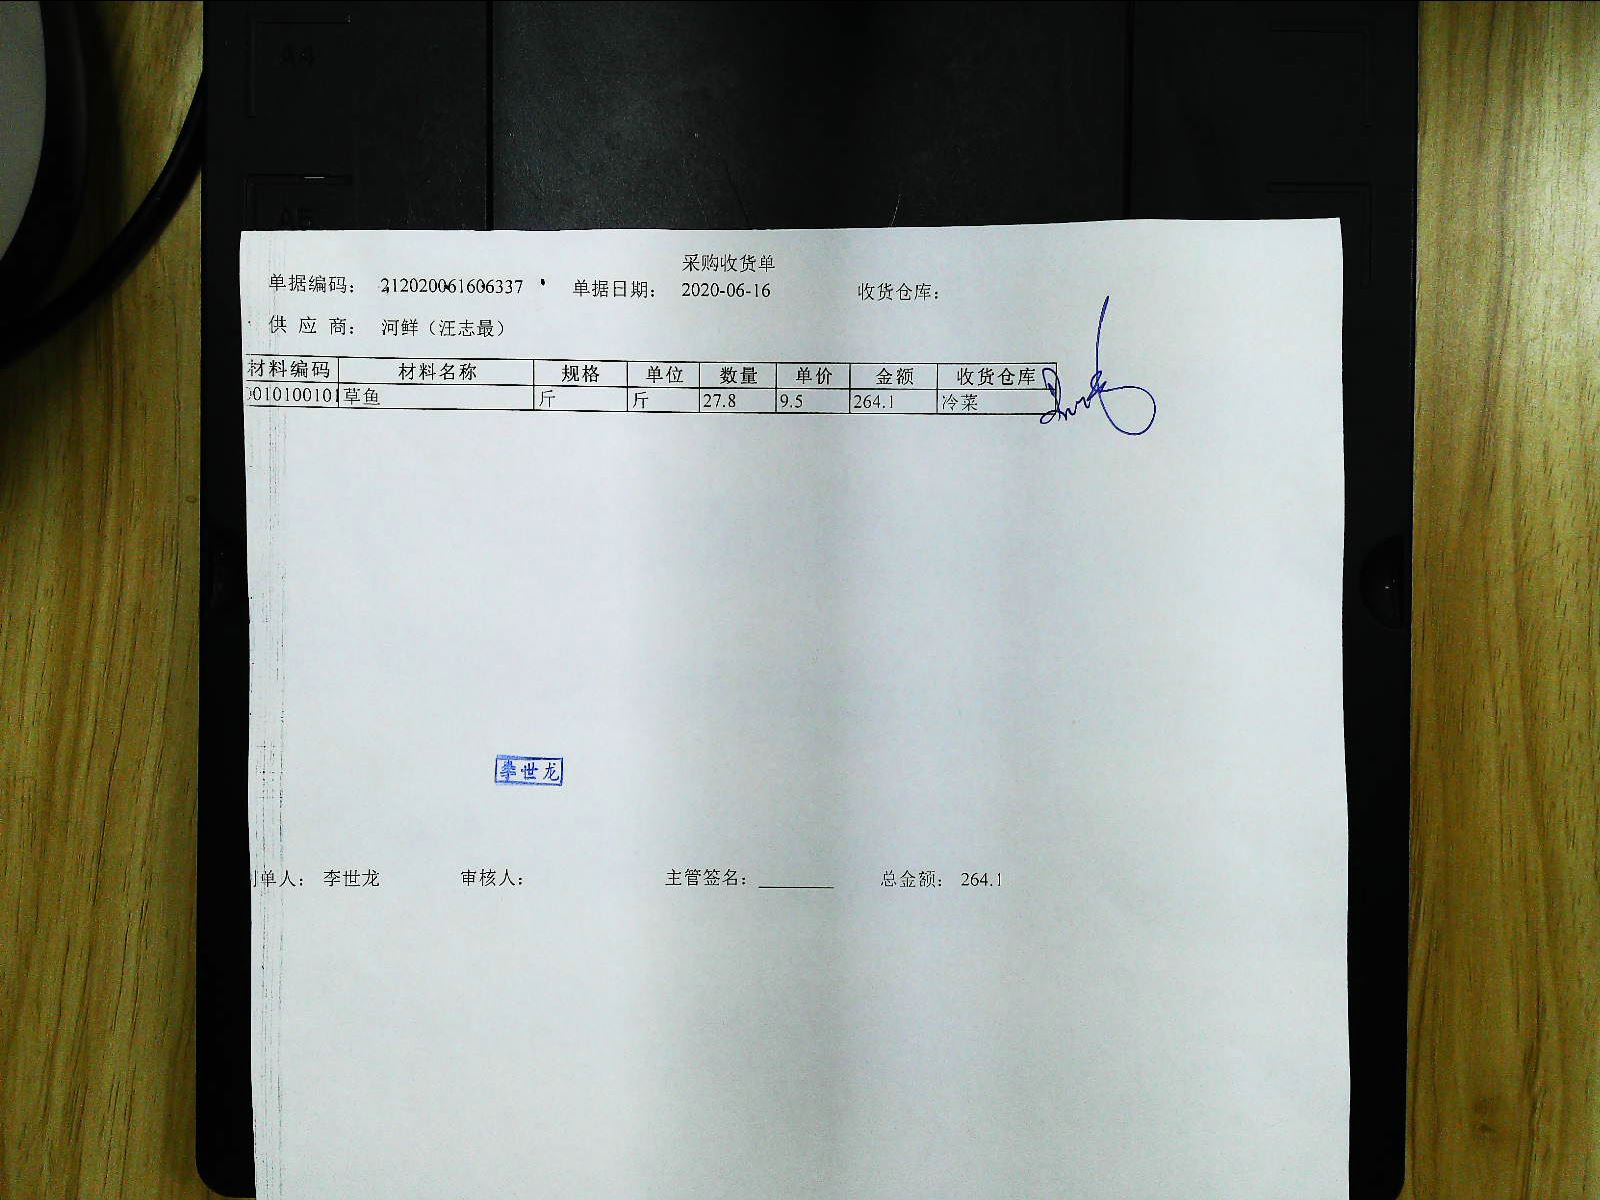 A4
A5
采购收货单
单据编码： 212020061606337 单据日期： 2020-06-16 收货仓库：
供 应 商： 河鲜（汪志最）
材料编码 材料名称 规格 单位 数量 单价 金额 收货仓库
010100101 草鱼 斤 斤 27.8 9.5 264.1 冷菜
李世龙
单人： 李世龙 审核人： 主管签名：_______ 总金额： 264.1